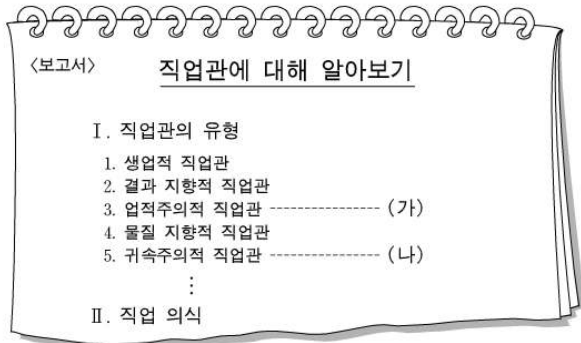 〈보고서〉
직업관에 대해 알아보기
Ⅰ. 직업관의 유형
1. 생업적 직업관
2. 결과 지향적 직업관
3. 업적주의적 직업관 --------------- (가)
4. 물질 지향적 직업관
5. 귀속주의적 직업관 --------------- (나)
⋮
Ⅱ. 직업 의식